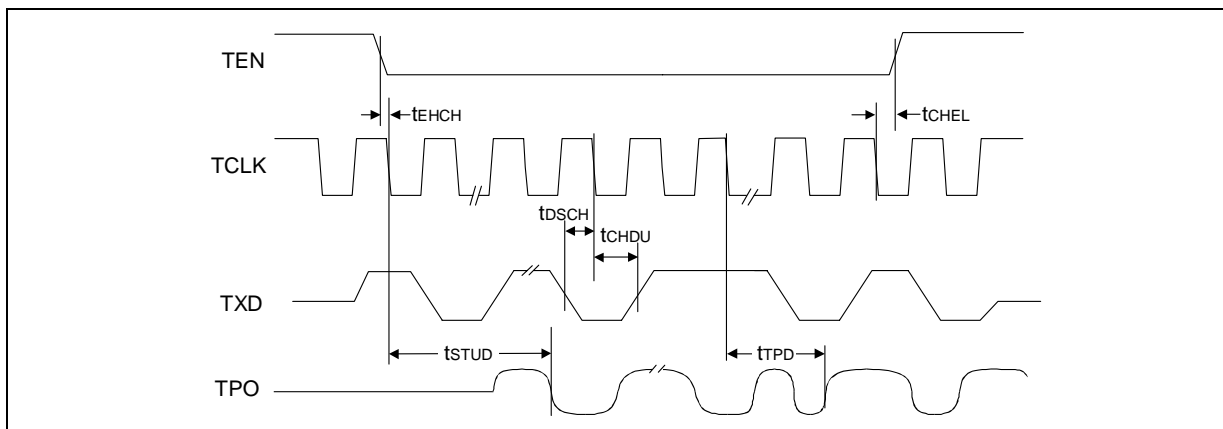 TEN
tEHCH
tCHEL
TCLK
tDSCH
tCHDU
TXD
tSTUD
tTPD
TPO